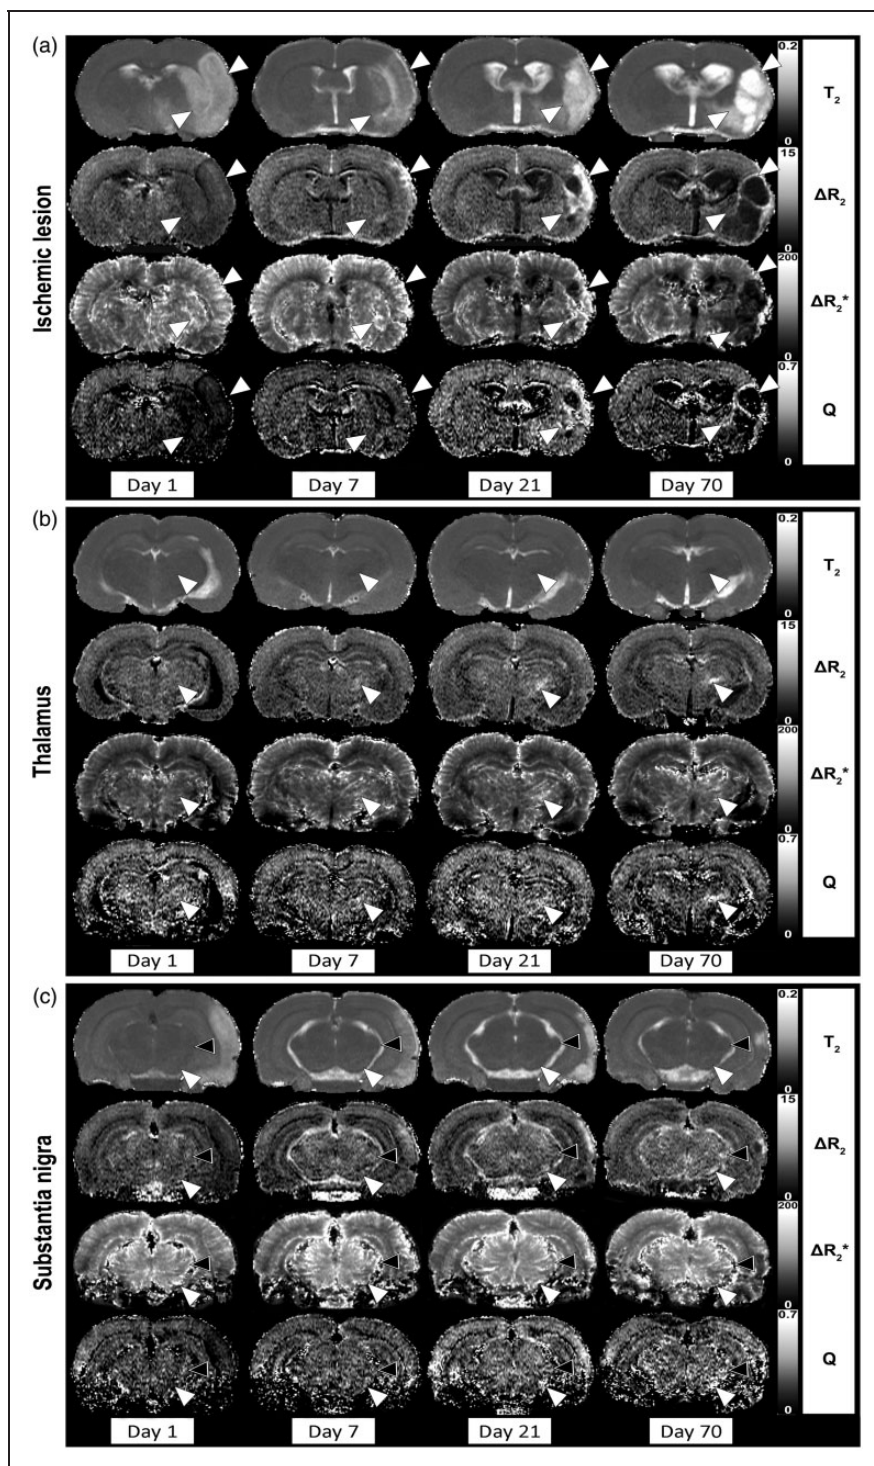 (a)
Ischemic lesion
0.2
0
T2
15
0
ΔR2
200
0
ΔR2*
0.7
0
Q
Day 1
Day 7
Day 21
Day 70
(b)
Thalamus
0.2
0
T2
15
0
ΔR2
200
0
ΔR2*
0.7
0
Q
Day 1
Day 7
Day 21
Day 70
(c)
Substantia nigra
0.2
0
T2
15
0
ΔR2
200
0
ΔR2*
0.7
0
Q
Day 1
Day 7
Day 21
Day 70